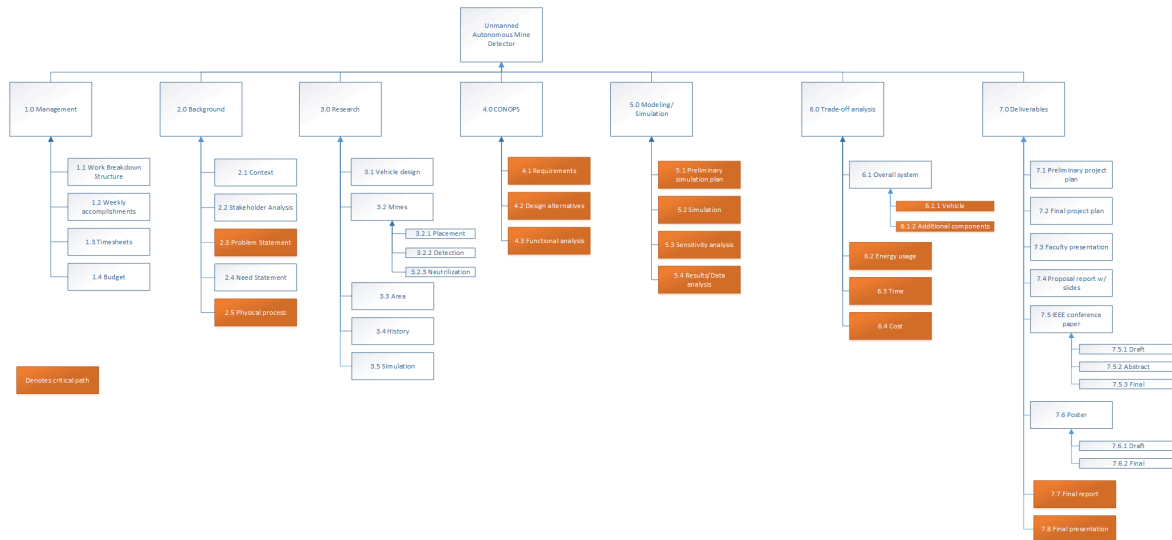 Unmanned
Autonomous Mine
Detector
1.0 Management
1.1 Work Breakdown
Structure
1.2 Weekly
accomplishments
1.3 Timesheets
1.4 Budget
2.0 Background
2.1 Context
2.2 Stakeholder Analysis
2.3 Problem Statement
2.4 Need Statement
2.5 Physical process
3.0 Research
3.1 Vehicle design
3.2 Mines
3.2.1 Placement
3.2.2 Detection
3.2.3 Neutrilization
3.3 Area
3.4 History
3.5 Simulation
4.0 CONOPS
4.1 Requirements
4.2 Design alternatives
4.3 Functional analysis
5.0 Modeling/
Simulation
5.1 Preliminary
simulation plan
5.2 Simulation
5.3 Sensitivity analysis
5.4 Results/Data
analysis
6.0 Trade-off analysis
6.1 Overall system
6.1.1 Vehicle
6.1.2 Additional components
6.2 Energy usage
6.3 Time
6.4 Cost
7.0 Deliverables
7.1 Preliminary project
plan
7.2 Final project plan
7.3 Faculty presentation
7.4 Proposal report w/
slides
7.5 IEEE conference
paper
7.5.1 Draft
7.5.2 Abstract
7.5.3 Final
7.6 Poster
7.6.1 Draft
7.6.2 Final
7.7 Final report
7.8 Final presentation
Denotes critical path